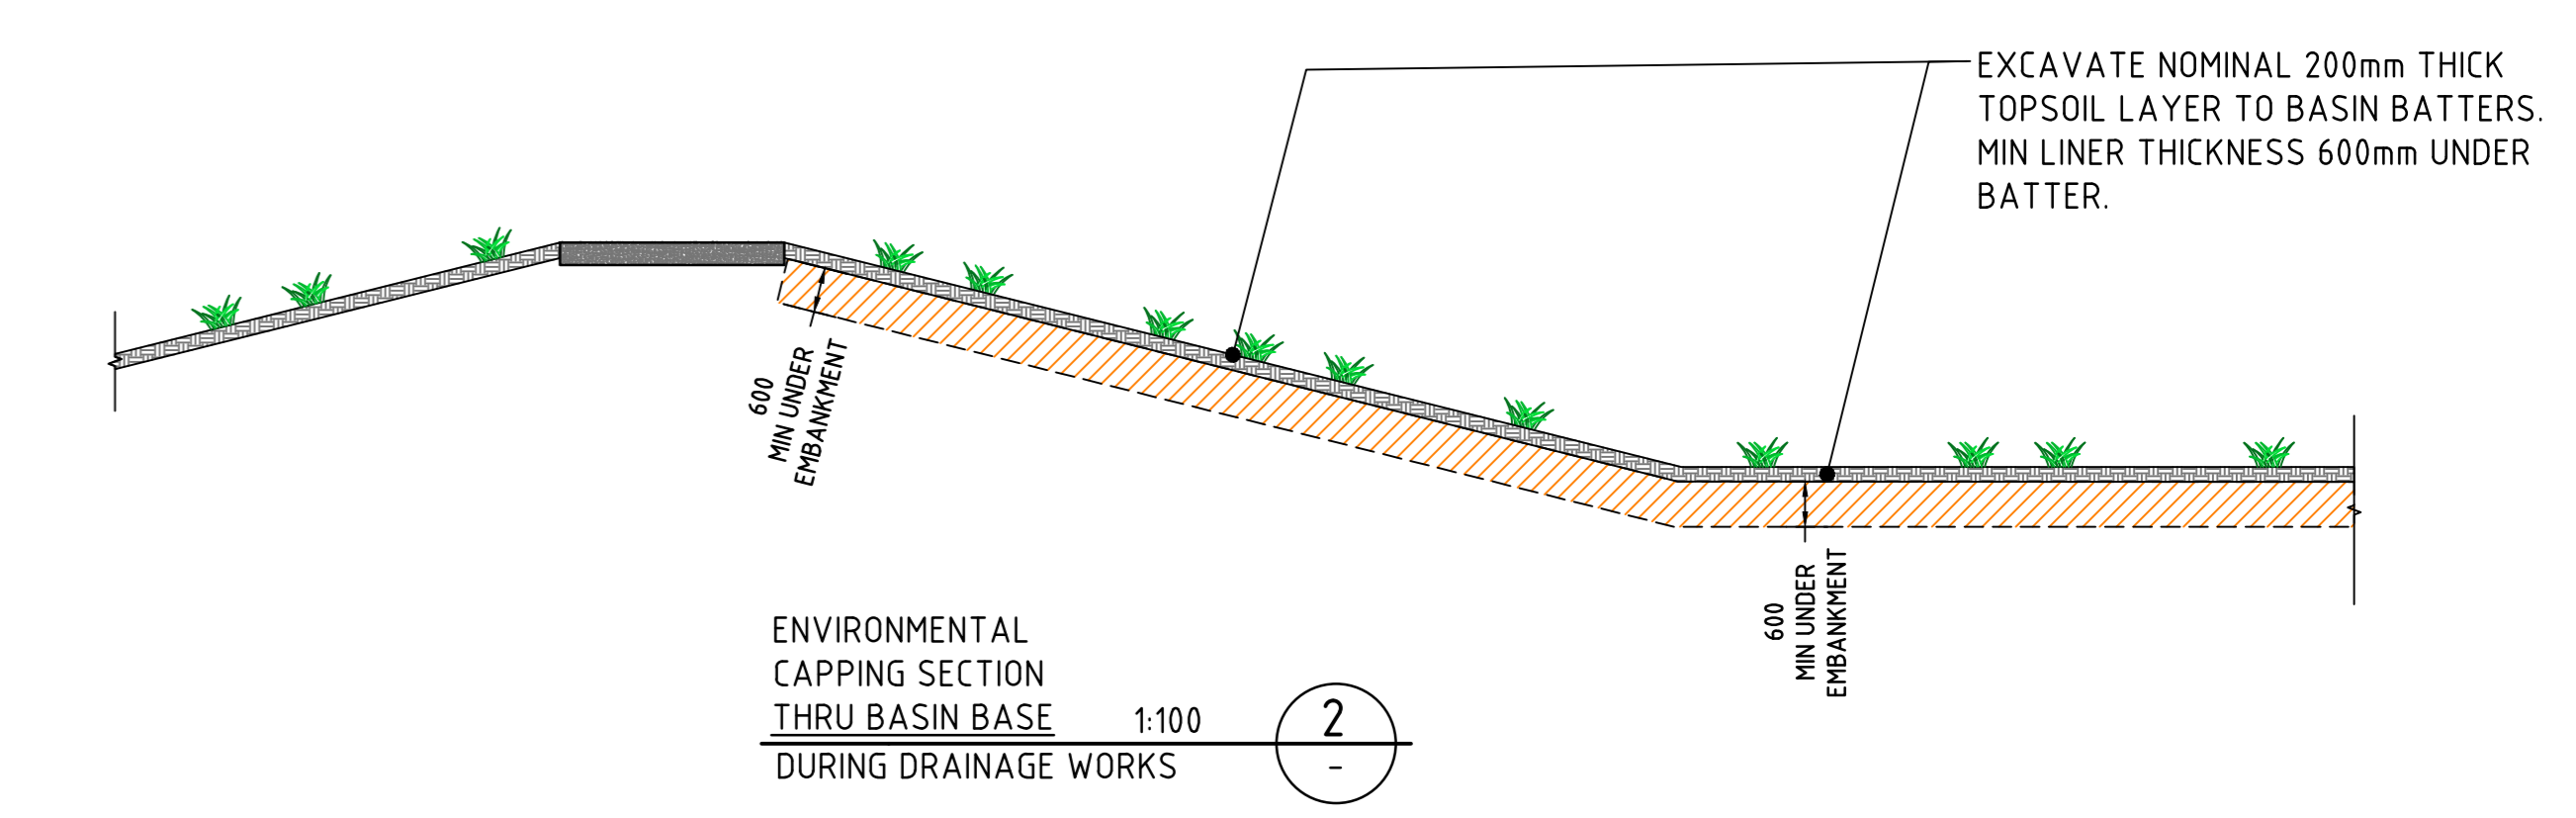 EXCAVATE NOMINAL 200mm THICK
TOPSOIL LAYER TO BASIN BATTERS.
MIN LINER THICKNESS 600mm UNDER
BATTER.
600
MIN UNDER
EMBANKMENT
600
MIN UNDER
EMBANKMENT
ENVIRONMENTAL
CAPPING SECTION
THRU BASIN BASE 1:100
DURING DRAINAGE WORKS
2
-